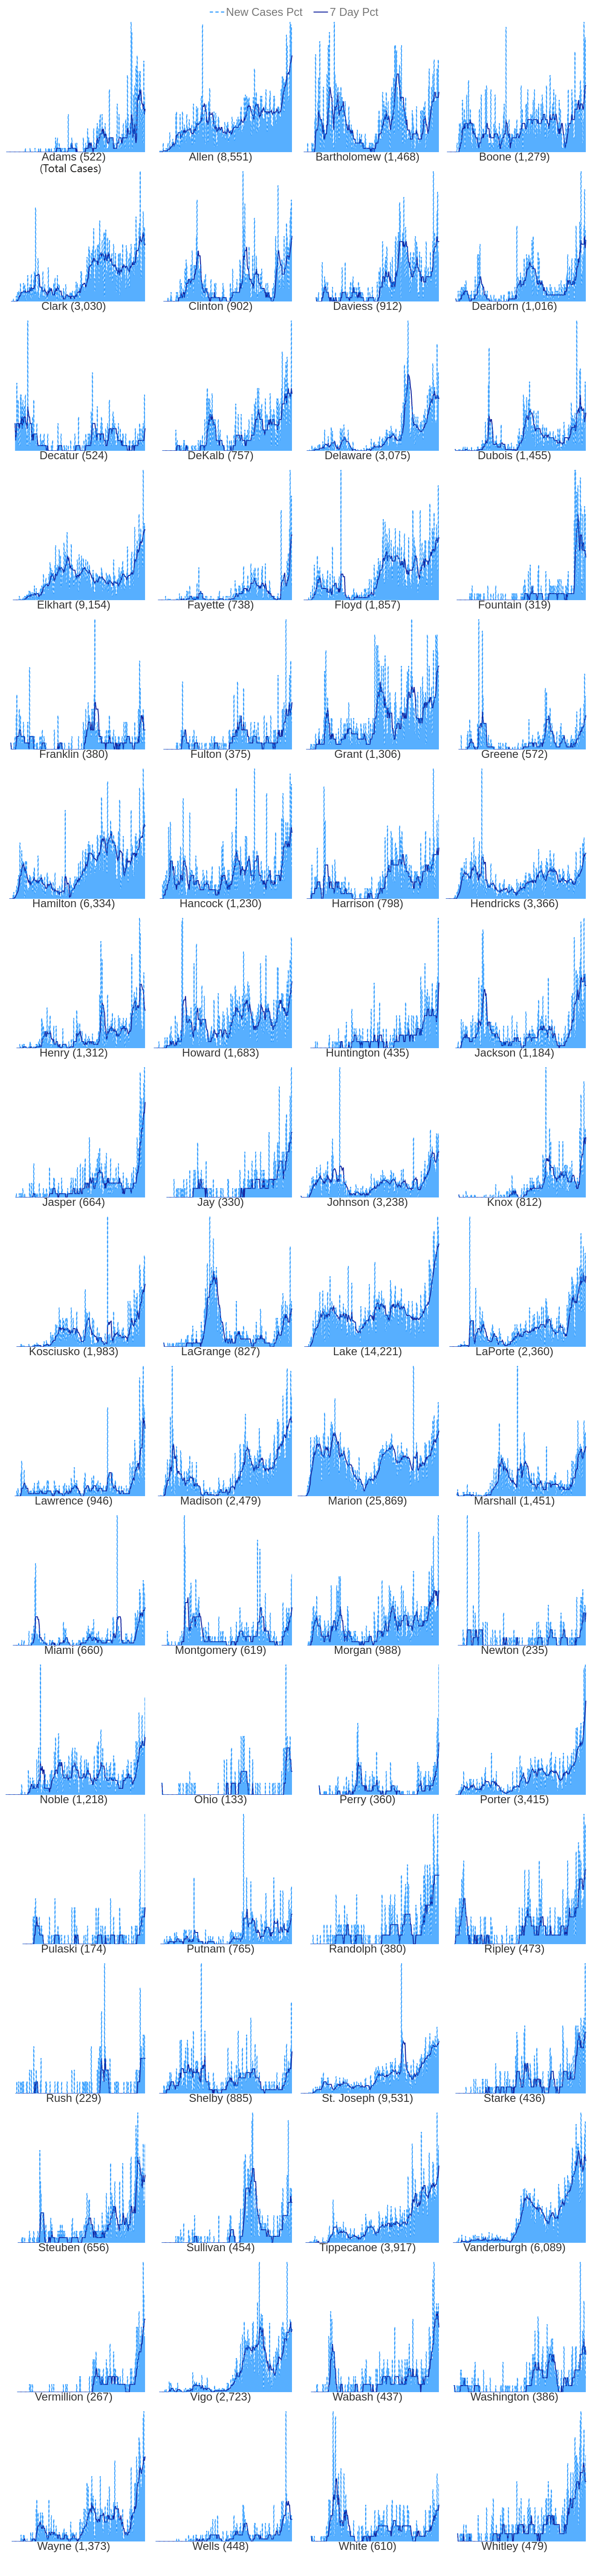 New Cases Pct 7 Day Pct
Adams (522) Allen (8,551) Bartholomew (1,468) Boone (1,279)
(Total Cases)
Clark (3,030) Clinton (902) Daviess (912) Dearborn (1,016)
Decatur (524) DeKalb (757) Delaware (3,075) Dubois (1,455)
Elkhart (9,154) Fayette (738) Floyd (1,857) Fountain (319)
Franklin (380) Fulton (375) Grant (1,306) Greene (572)
Hamilton (6,334) Hancock (1,230) Harrison (798) Hendricks (3,366)
Henry (1,312) Howard (1,683) Huntington (435) Jackson (1,184)
Jasper (664) Jay (330) Johnson (3,238) Knox (812)
Kosciusko (1,983) LaGrange (827) Lake (14,221) LaPorte (2,360)
Lawrence (946) Madison (2,479) Marion (25,869) Marshall (1,451)
Miami (660) Montgomery (619) Morgan (988) Newton (235)
Noble (1,218) Ohio (133) Perry (360) Porter (3,415)
Pulaski (174) Putnam (765) Randolph (380) Ripley (473)
Rush (229) Shelby (885) St. Joseph (9,531) Starke (436)
Steuben (656) Sullivan (454) Tippecanoe (3,917) Vanderburgh (6,089)
Vermillion (267) Vigo (2,723) Wabash (437) Washington (386)
Wayne (1,373) Wells (448) White (610) Whitley (479)